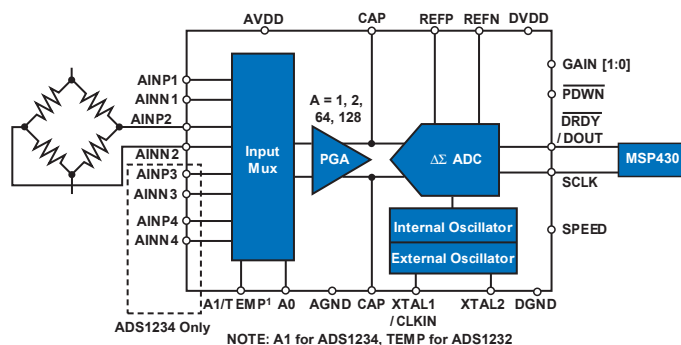 AVDD
CAP
REFP
REFN
DVDD
GAIN [1:0]
PDWN
DRDY
/ DOUT
MSP430
SCLK
SPEED
AINP1
AINN1
AINP2
AINN2
AINP3
AINN3
AINP4
AINN4
Input
Mux
A = 1, 2,
64, 128
PGA
ΔΣ ADC
Internal Oscillator
External Oscillator
A1/TEMP¹
A0
AGND
CAP
XTAL1
/ CLKIN
XTAL2
DGND
ADS1234 Only
NOTE: A1 for ADS1234, TEMP for ADS1232